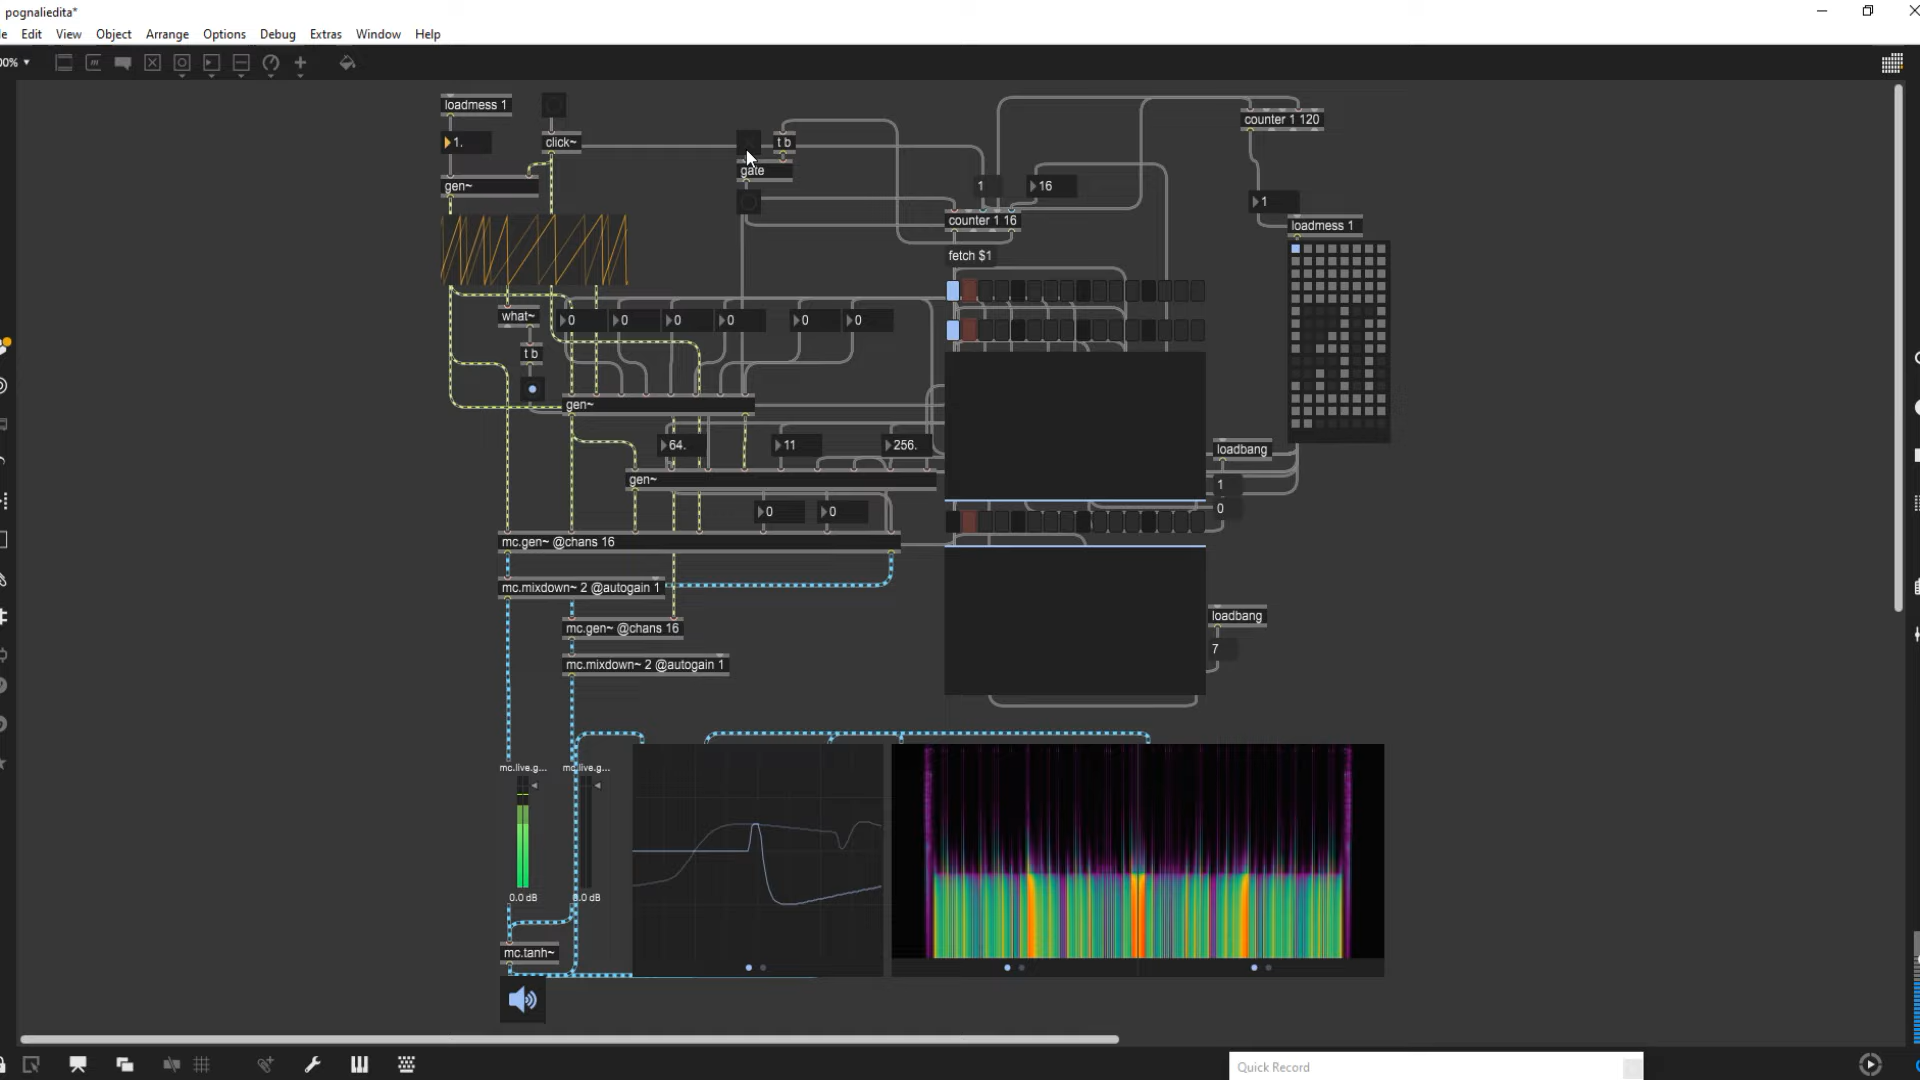 pognaliedita*
Edit View Object Arrange Options Debug Extras Window Help
loadmess 1
counter 1 120
1.
click~
t b
gate
gen~
1
16
1
counter 1 16
loadmess 1
fetch $1
what~
0
0
0
0
0
0
t b
gen~
64.
11
256.
loadbang
gen~
1
0
0
0
mc.gen~ @chans 16
mc.mixdown~ 2 @autogain 1
loadbang
mc.gen~ @chans 16
7
mc.mixdown~ 2 @autogain 1
mc.live.g...
mc.live.g...
0.0 dB
0.0 dB
mc.tanh~
Quick Record